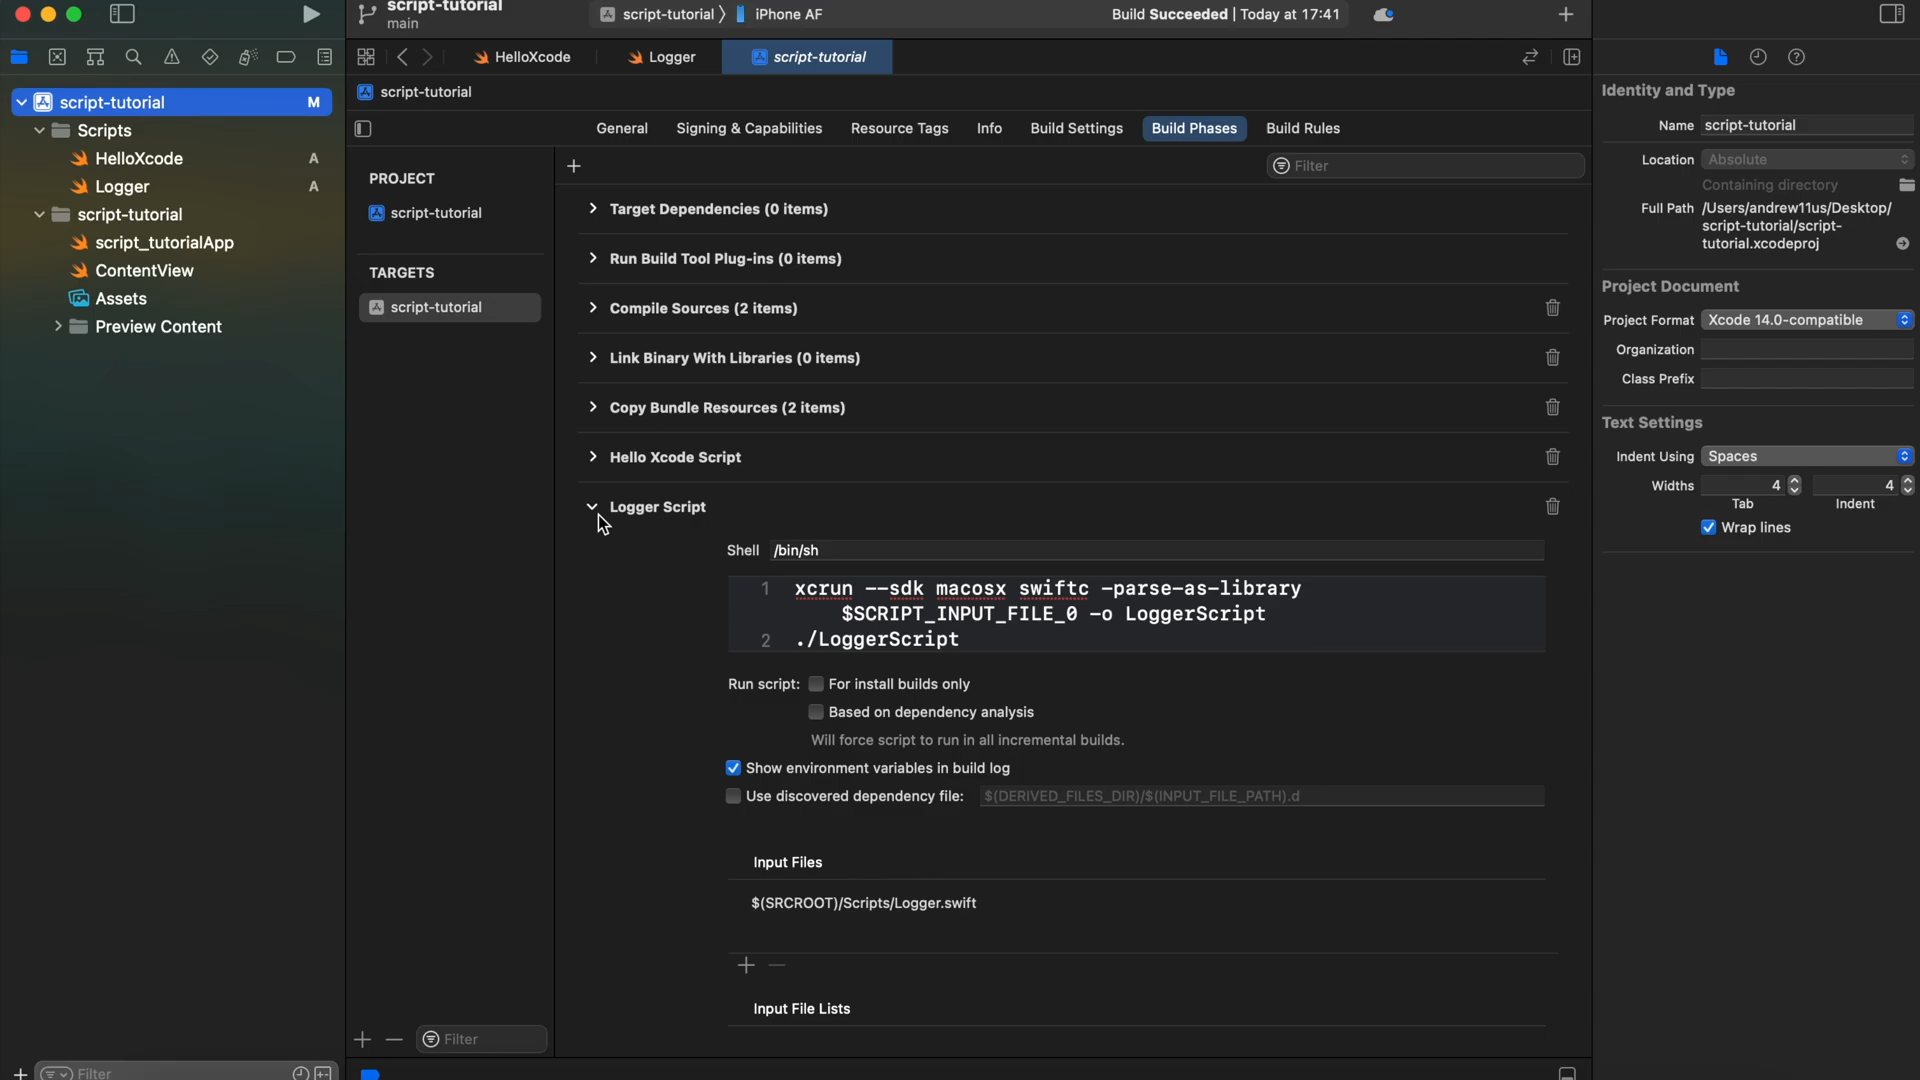 script-tutorial
main
script-tutorial
iPhone AF
Build Succeeded | Today at 17:41
HelloXcode
Logger
script-tutorial
script-tutorial
M
Scripts
HelloXcode
A
Logger
A
script-tutorial
script_tutorialApp
ContentView
Assets
Preview Content
Filter
script-tutorial
General
Signing & Capabilities
Resource Tags
Info
Build Settings
Build Phases
Build Rules
PROJECT
script-tutorial
TARGETS
script-tutorial
Filter
Filter
Target Dependencies (0 items)
Run Build Tool Plug-ins (0 items)
Compile Sources (2 items)
Link Binary With Libraries (0 items)
Copy Bundle Resources (2 items)
Hello Xcode Script
Logger Script
Shell /bin/sh
1 xcrun --sdk macosx swiftc -parse-as-library
$SCRIPT_INPUT_FILE_0 -o LoggerScript
2 ./LoggerScript
Run script: For install builds only
Based on dependency analysis
Will force script to run in all incremental builds.
Show environment variables in build log
Use discovered dependency file: $(DERIVED_FILES_DIR)/$(INPUT_FILE_PATH).d
Input Files
$(SRCROOT)/Scripts/Logger.swift
Input File Lists
Identity and Type
Name script-tutorial
Location Absolute
Containing directory
Full Path /Users/andrew11us/Desktop/
script-tutorial/script-
tutorial.xcodeproj
Project Document
Project Format Xcode 14.0-compatible
Organization
Class Prefix
Text Settings
Indent Using Spaces
Widths 4 4
Tab Indent
Wrap lines